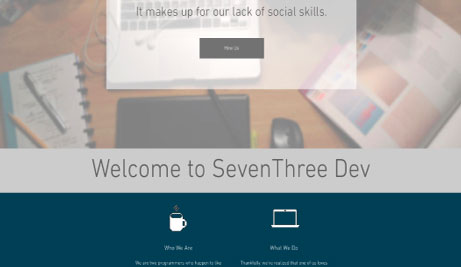 It makes up for our lack of social skills.
Hire Us
Welcome to SevenThree Dev
Who We Are
What We Do
We are two programmers who happen to like
Thankfully, we're realized that one of us loves